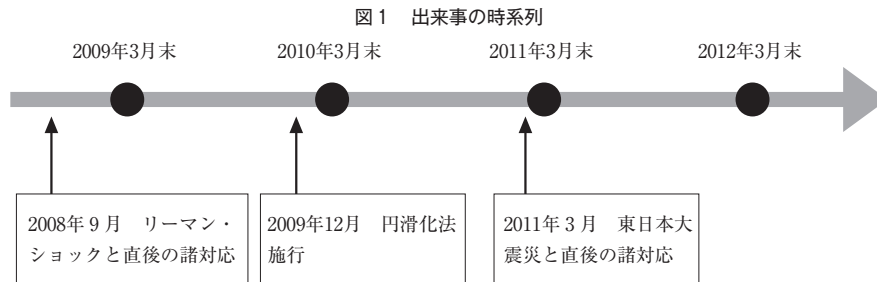 図1　出来事の時系列
2009年3月末　2010年3月末　2011年3月末　2012年3月末
2008年9月　リーマン・
ショックと直後の諸対応
2009年12月　円滑化法
施行
2011年3月　東日本大
震災と直後の諸対応